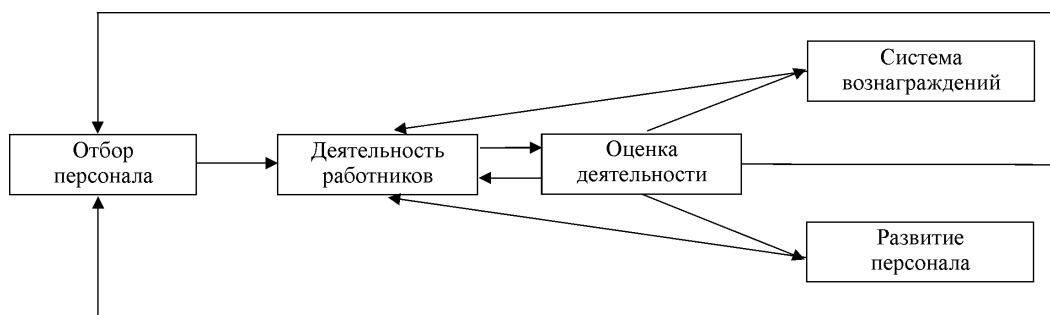 Система
вознаграждений
Отбор
персонала
Деятельность
работников
Оценка
деятельности
Развитие
персонала